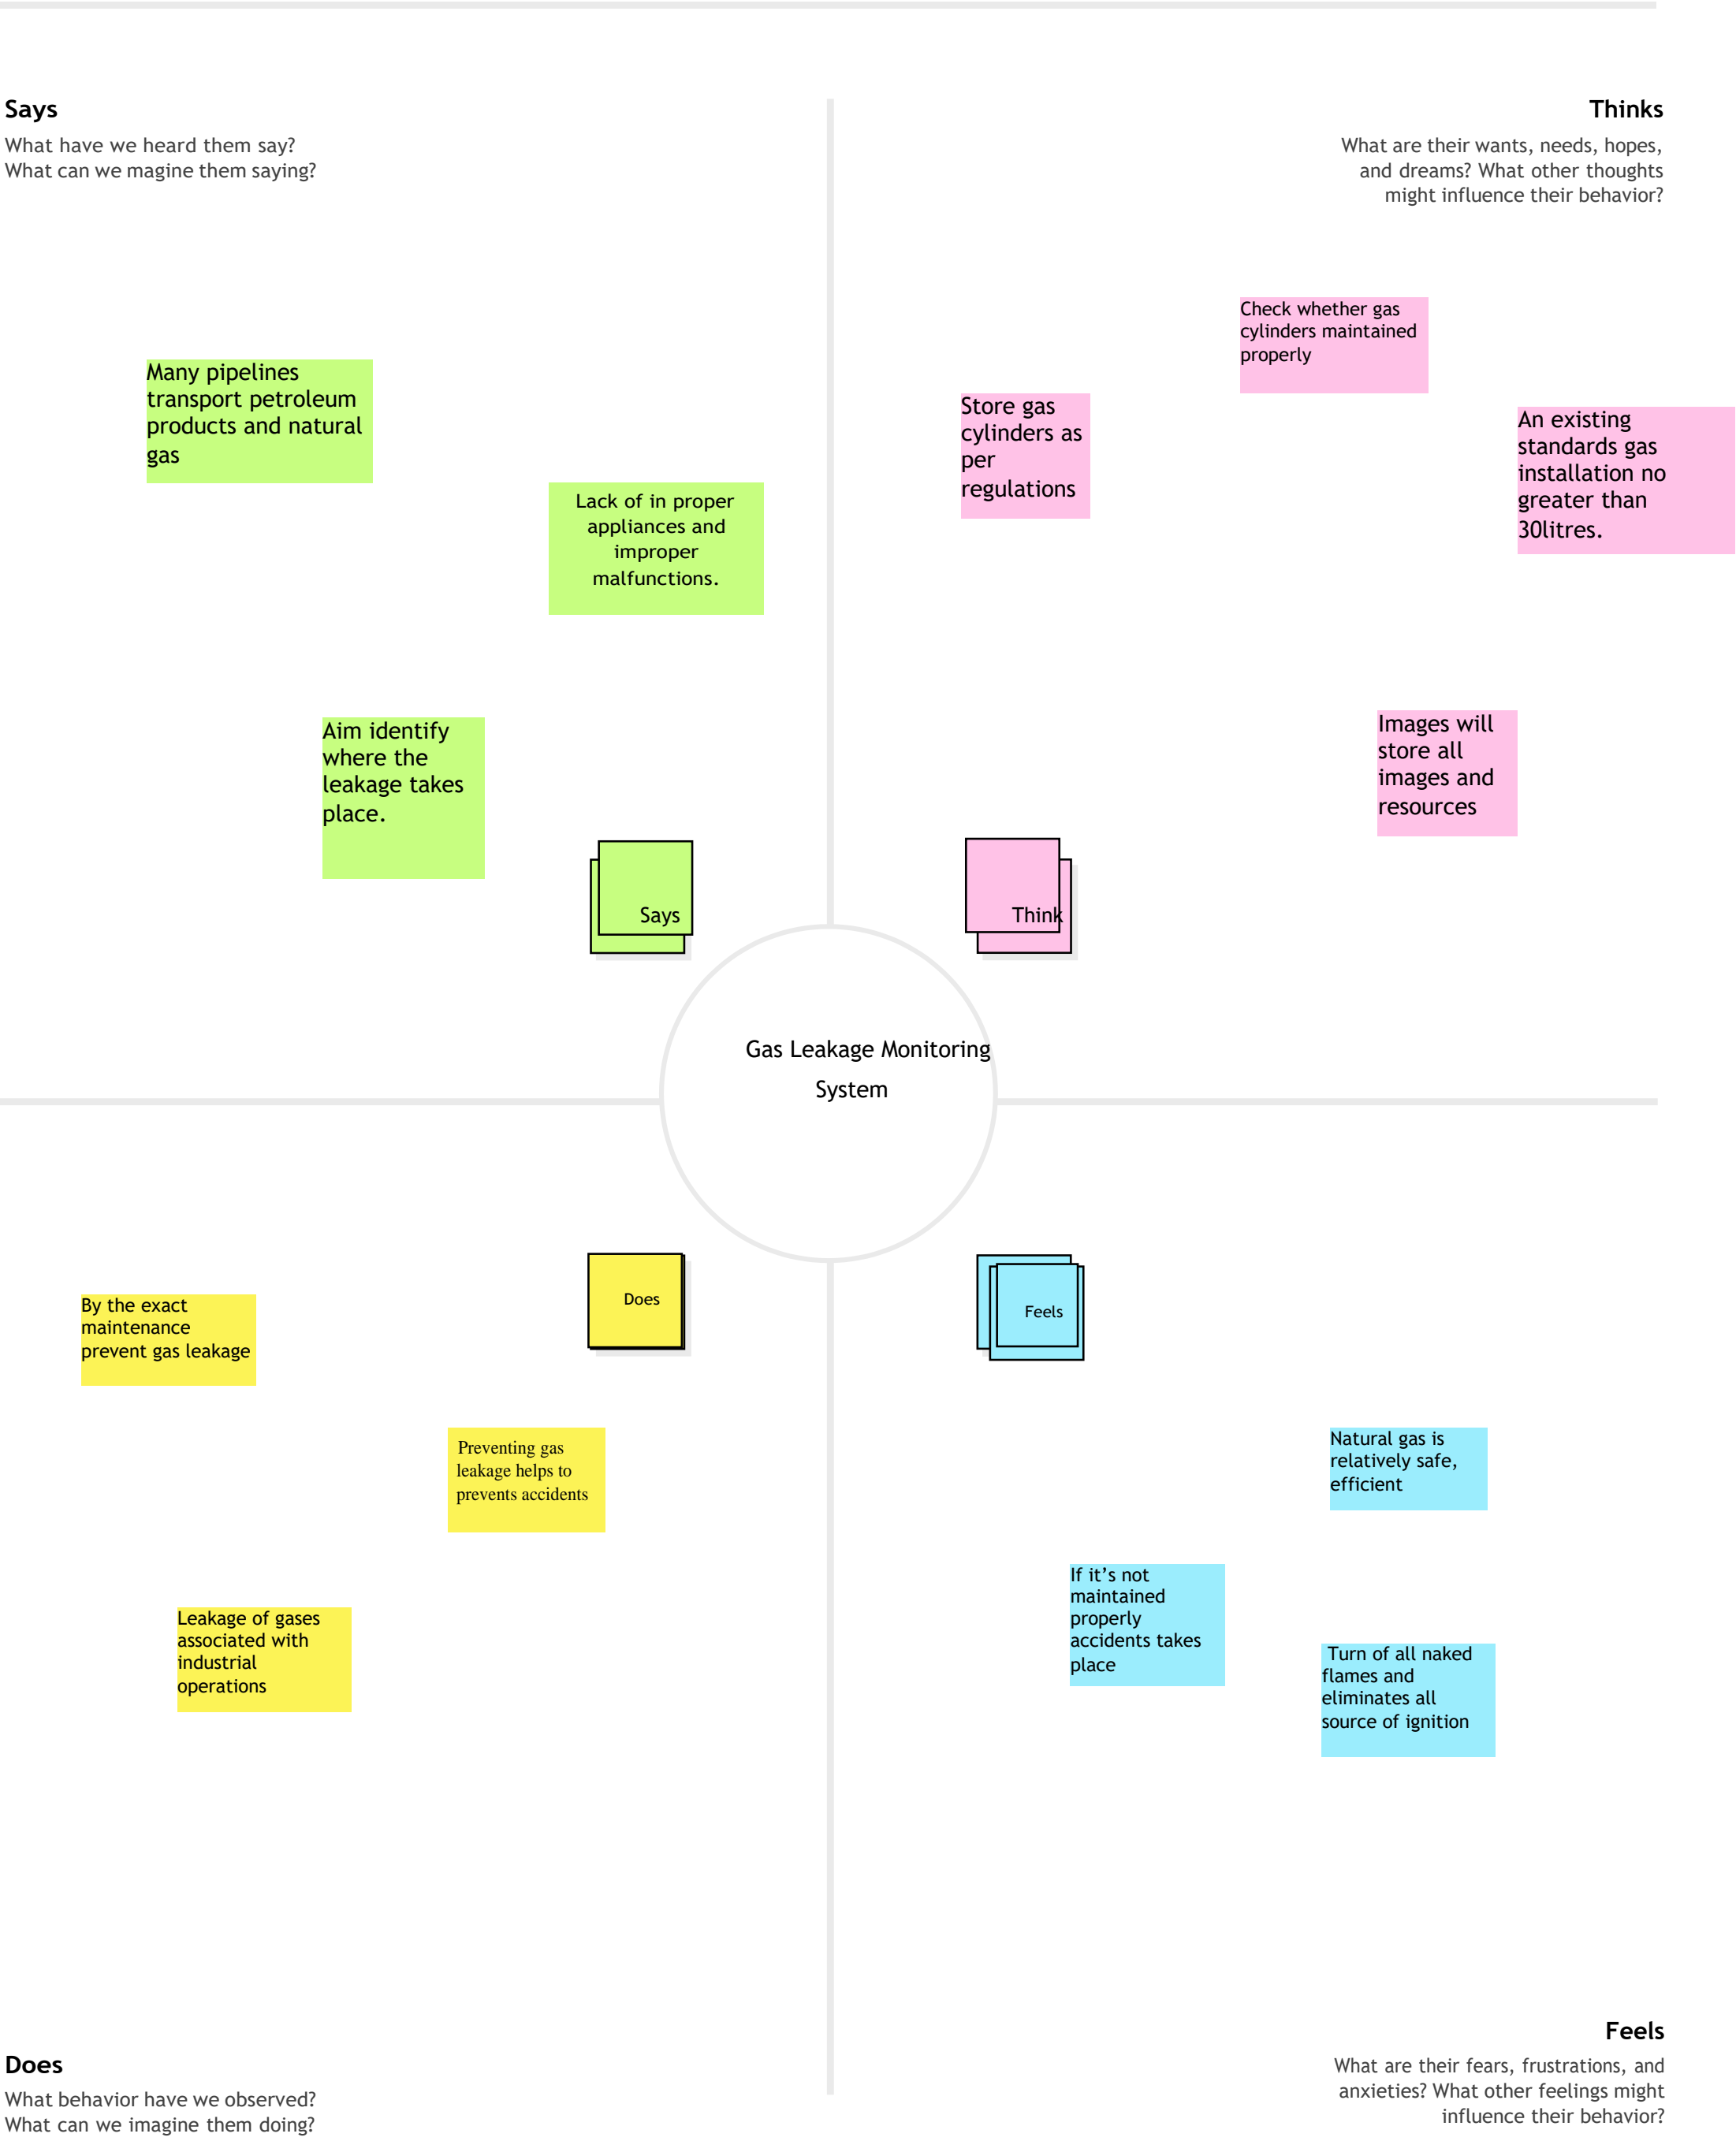 Says
What have we heard them say?
What can we magine them saying?
Thinks
What are their wants, needs, hopes,
and dreams? What other thoughts
might influence their behavior?
Many pipelines
transport petroleum
products and natural
gas
Lack of in proper
appliances and
improper
malfunctions.
Aim identify
where the
leakage takes
place.
Says
Check whether gas
cylinders maintained
properly
Store gas
cylinders as
per
regulations
An existing
standards gas
installation no
greater than
30litres.
Images will
store all
images and
resources
Think
Gas Leakage Monitoring
System
Does
By the exact
maintenance
prevent gas leakage
Preventing gas
leakage helps to
prevents accidents
Leakage of gases
associated with
industrial
operations
Feels
Natural gas is
relatively safe,
efficient
If it’s not
maintained
properly
accidents takes
place
Turn of all naked
flames and
eliminates all
source of ignition
Does
What behavior have we observed?
What can we imagine them doing?
Feels
What are their fears, frustrations, and
anxieties? What other feelings might
influence their behavior?